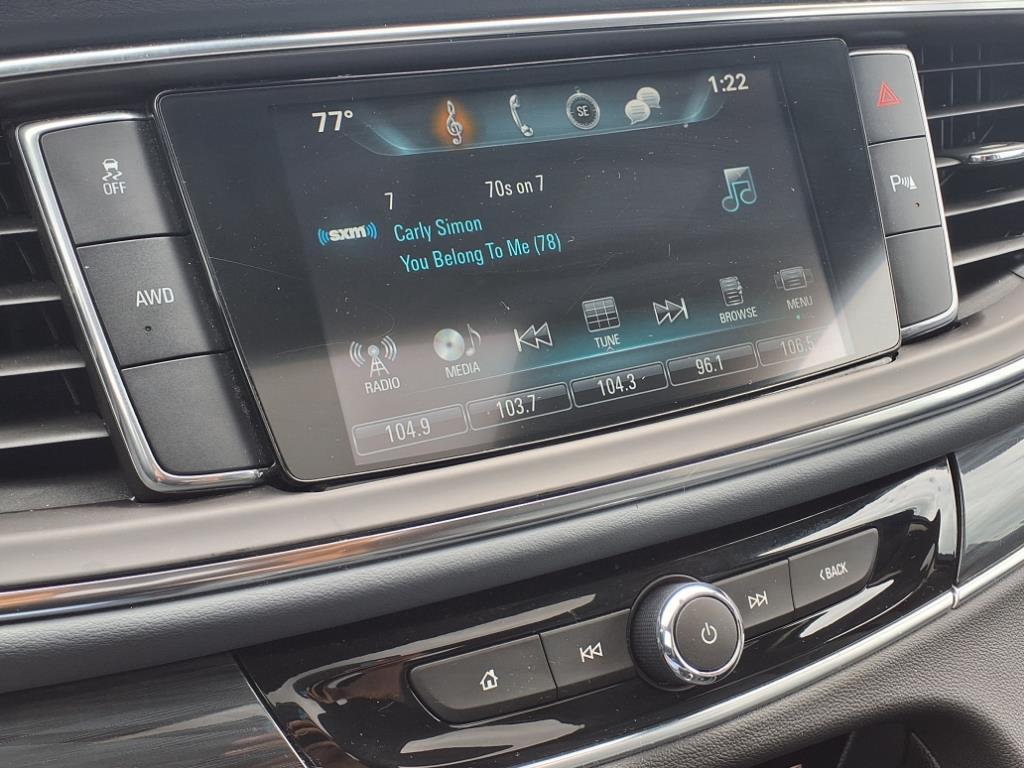 77°
SE
1:22
OFF
7
70s on 7
((sxm))
Carly Simon
You Belong To Me (78)
P
AWD
RADIO
MEDIA
TUNE
BROWSE
MENU
104.9
103.7
104.3
96.1
106.5
< BACK